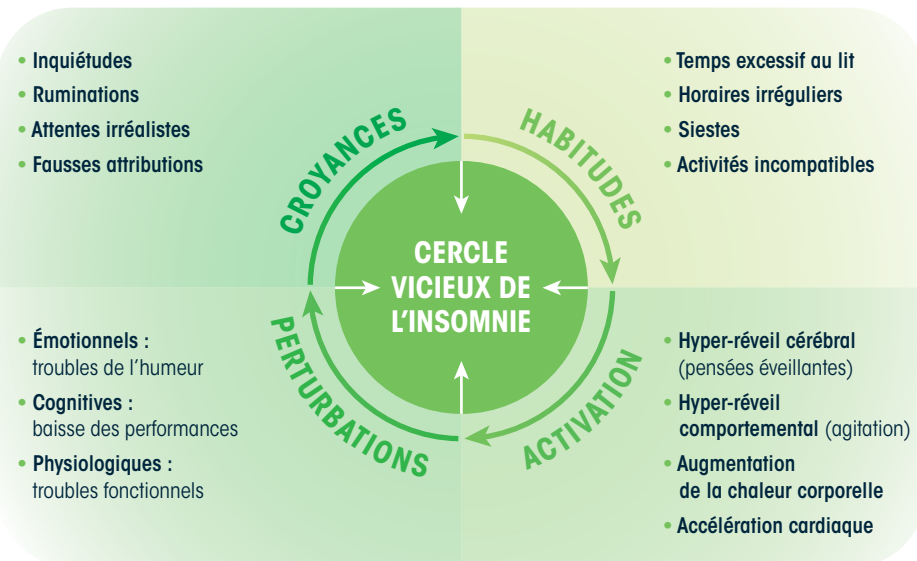 • Inquiétudes
• Ruminations
• Attentes irréalistes
• Fausses attributions
CROYANCES
HABITUDES
• Temps excessif au lit
• Horaires irréguliers
• Siestes
• Activités incompatibles
CERCLE
VICIEUX DE
L’INSOMNIE
• Émotionnels :
troubles de l’humeur
• Cognitives :
baisse des performances
• Physiologiques :
troubles fonctionnels
PERTURBATIONS
ACTIVATION
• Hyper-réveil cérébral
(pensées éveillantes)
• Hyper-réveil
comportemental (agitation)
• Augmentation
de la chaleur corporelle
• Accélération cardiaque